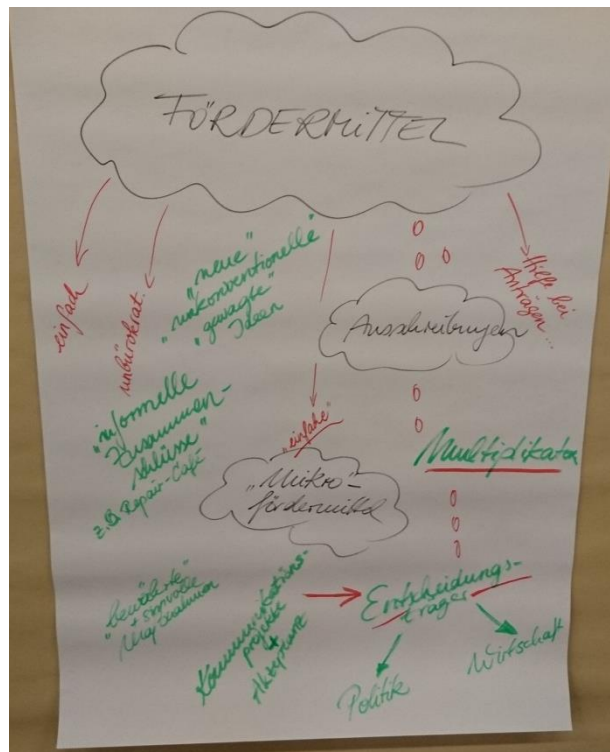 FÖRDERMITTEL
einfach
unbürokrat.
"neue"
"unkonventionelle"
"gewagte"
Ideen
Hilfe bei
Anträgen...
Ausschreibungen
"informelle
Zusammen-
schlüsse"
z.B. Repair-Café
"einfache"
"Mikro"-
fördermittel
Multiplikator
"bewährte"
+ sinnvolle
Kommunikations-
projekte
+
Akzeptanz
Entscheidungs-
träger
Politik
Wirtschaft